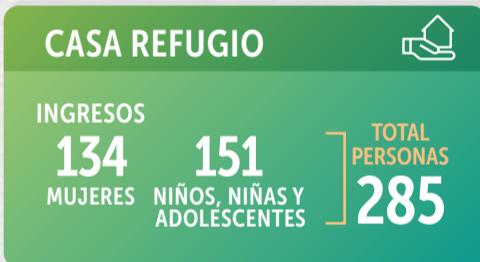 CASA REFUGIO
INGRESOS
134
MUJERES
151
NIÑOS, NIÑAS Y
ADOLESCENTES
TOTAL
PERSONAS
285